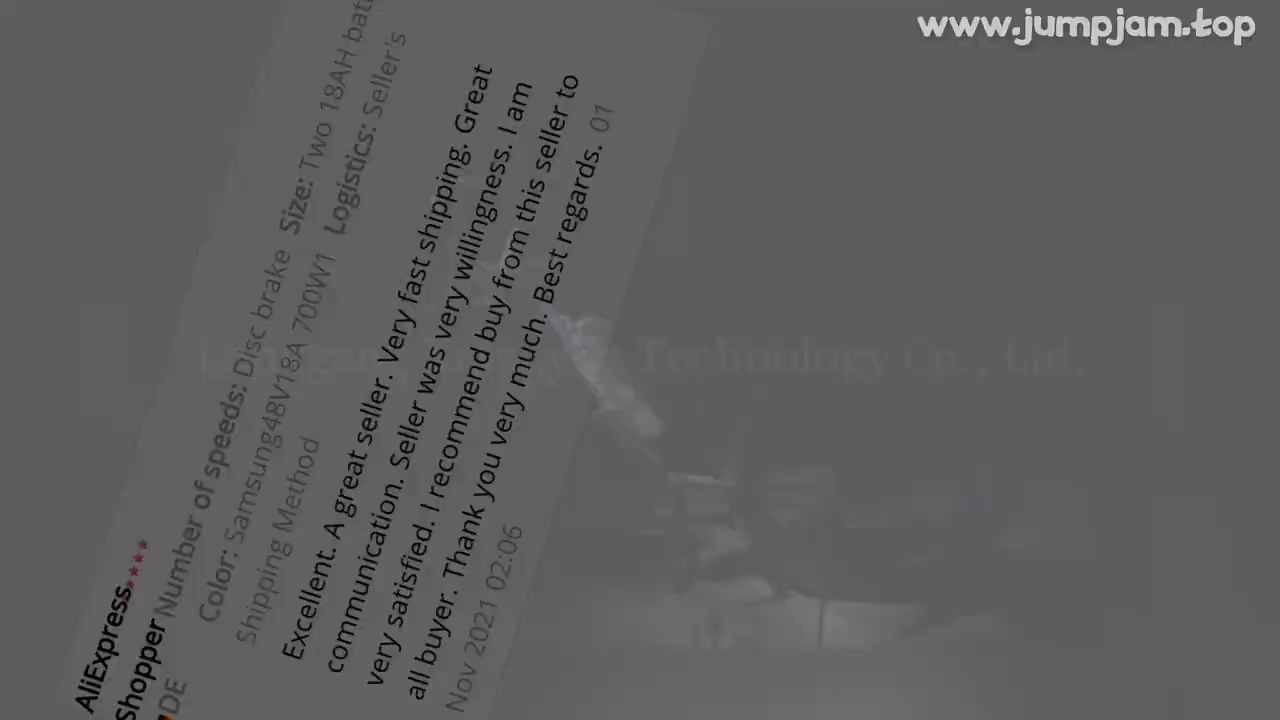 www.jumpjam.top
AliExpress
Shopper
DE
Number of speeds: Disc brake Size: Two 18AH
Color: Samsung48V18A 700W1 Logistics: Seller's
Shipping Method
Excellent. A great seller. Very fast shipping. Great
communication. Seller was very willingness. I am
very satisfied. I recommend buy from this seller to
all buyer. Thank you very much. Best regards. 01
Nov 2021 02:06
Technology Co., Ltd.